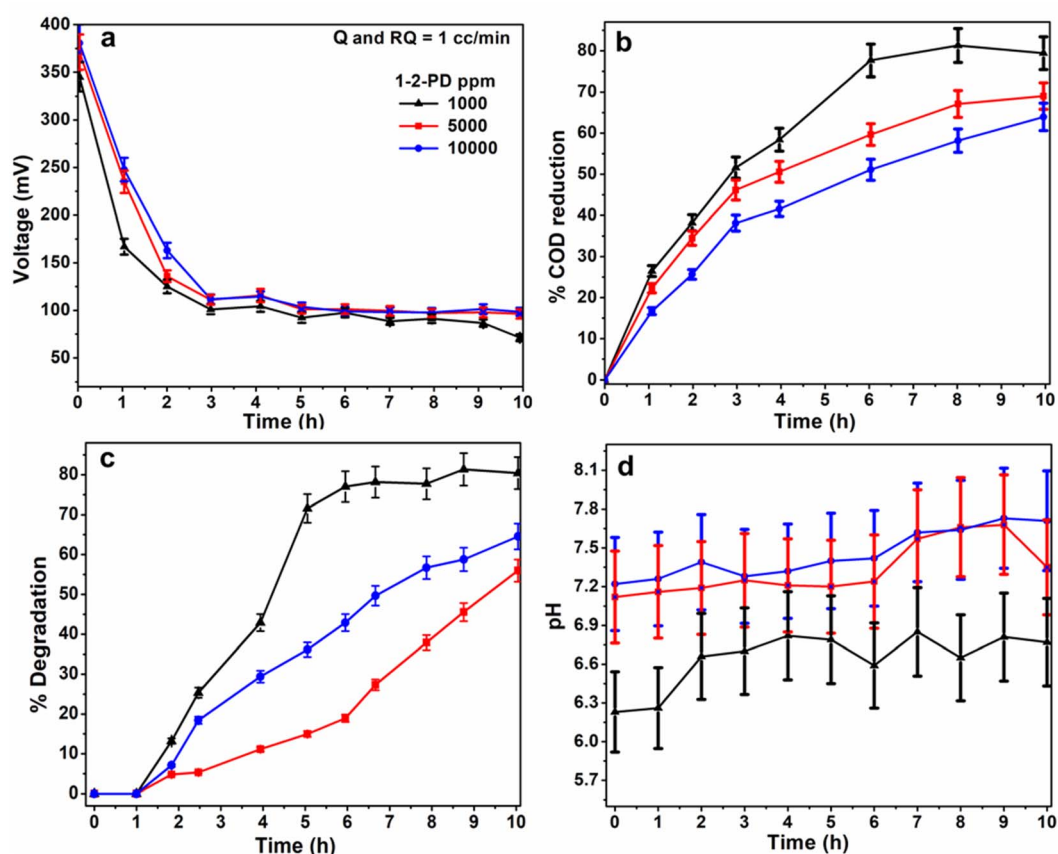 a
Q and RQ = 1 cc/min
1-2-PD ppm
1000
5000
10000
Voltage (mV)
400
350
300
250
200
150
100
50
0 1 2 3 4 5 6 7 8 9 10
Time (h)
b
% COD reduction
80
70
60
50
40
30
20
10
0
0 1 2 3 4 5 6 7 8 9 10
Time (h)
c
% Degradation
80
70
60
50
40
30
20
10
0
0 1 2 3 4 5 6 7 8 9 10
Time (h)
d
pH
8.1
7.8
7.5
7.2
6.9
6.6
6.3
6.0
5.7
0 1 2 3 4 5 6 7 8 9 10
Time (h)